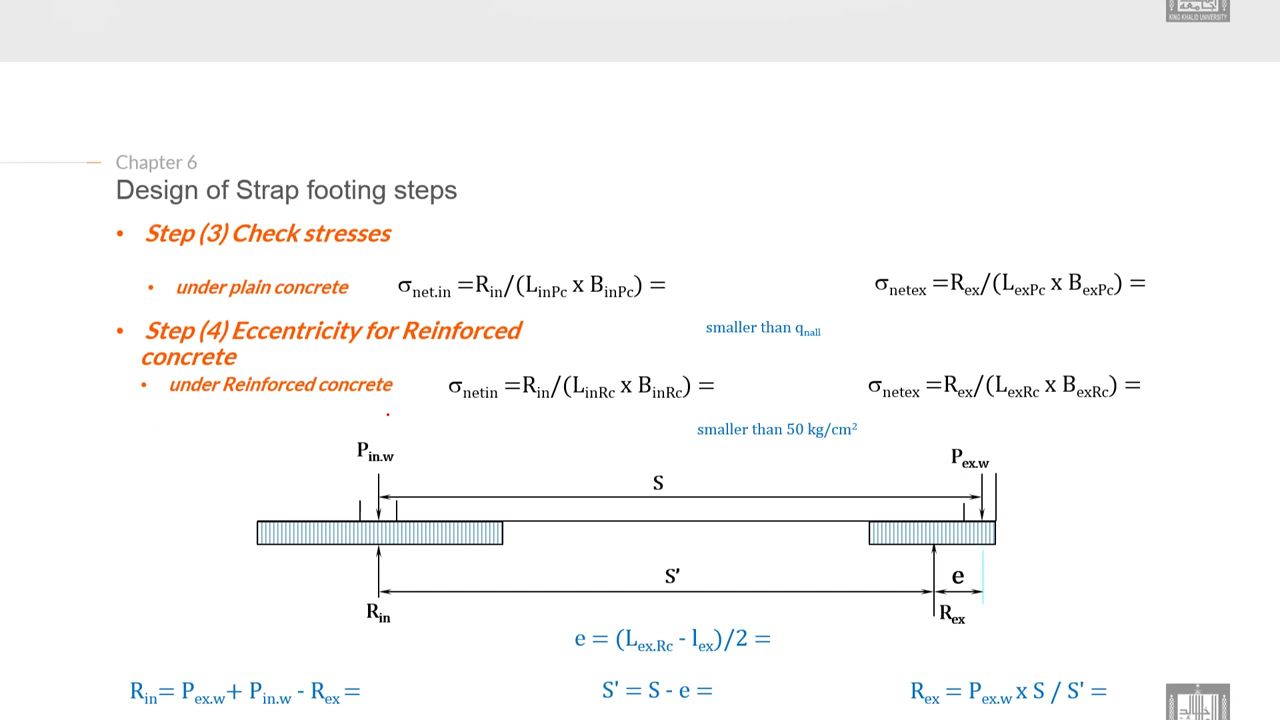 KING KHALID UNIVERSITY
Chapter 6
Design of Strap footing steps
• Step (3) Check stresses
• under plain concrete σnet.in =Rin/(LinPc x BinPc) = σnetex =Rex/(LexPc x BexPc) =
• Step (4) Eccentricity for Reinforced
concrete
smaller than qnall
• under Reinforced concrete σnetin =Rin/(LinRc x BinRc) = σnetex =Rex/(LexRc x BexRc) =
smaller than 50 kg/cm²
Pin.w Pex.w
S
S’ e
Rin Rex
e = (Lex.Rc - lex)/2 =
Rin= Pex.w+ Pin.w - Rex = S' = S - e = Rex = Pex.w x S / S' =